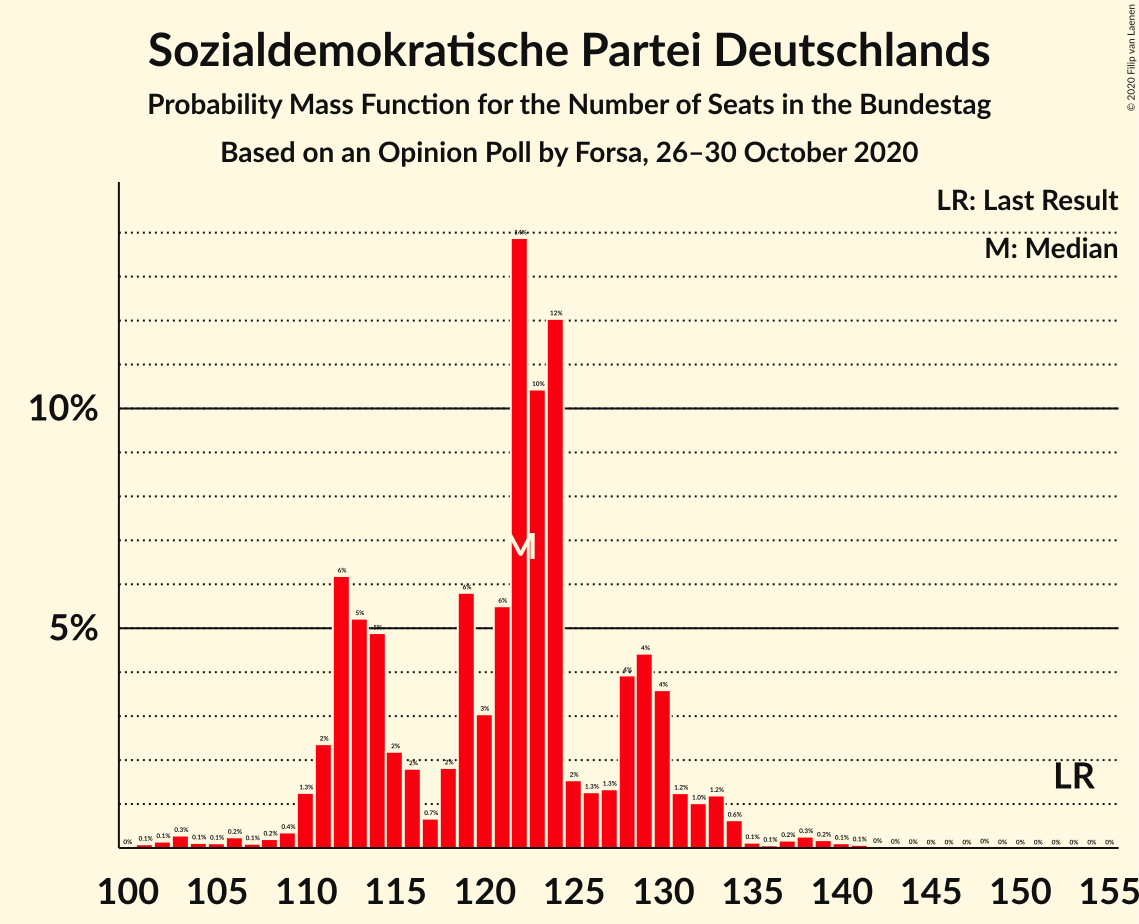 Sozialdemokratische Partei Deutschlands
Probability Mass Function for the Number of Seats in the Bundestag
Based on an Opinion Poll by Forsa, 26–30 October 2020
© 2020 Filip van Laenen
LR: Last Result
M: Median
10%
5%
0% 0.1% 0.1% 0.3% 0.1% 0.1% 0.2% 0.1% 0.2% 0.4% 1.3% 2% 6% 5% 5% 2% 2% 0.7% 2% 6% 3% 6% 14% 10% 12% 2% 1.3% 1.3% 4% 4% 4% 1.2% 1.0% 1.2% 0.6% 0.1% 0.1% 0.2% 0.3% 0.2% 0.1% 0.1% 0% 0% 0% 0% 0% 0% 0% 0% 0% 0% 0% 0% 0% 0%
M
LR
100 105 110 115 120 125 130 135 140 145 150 155